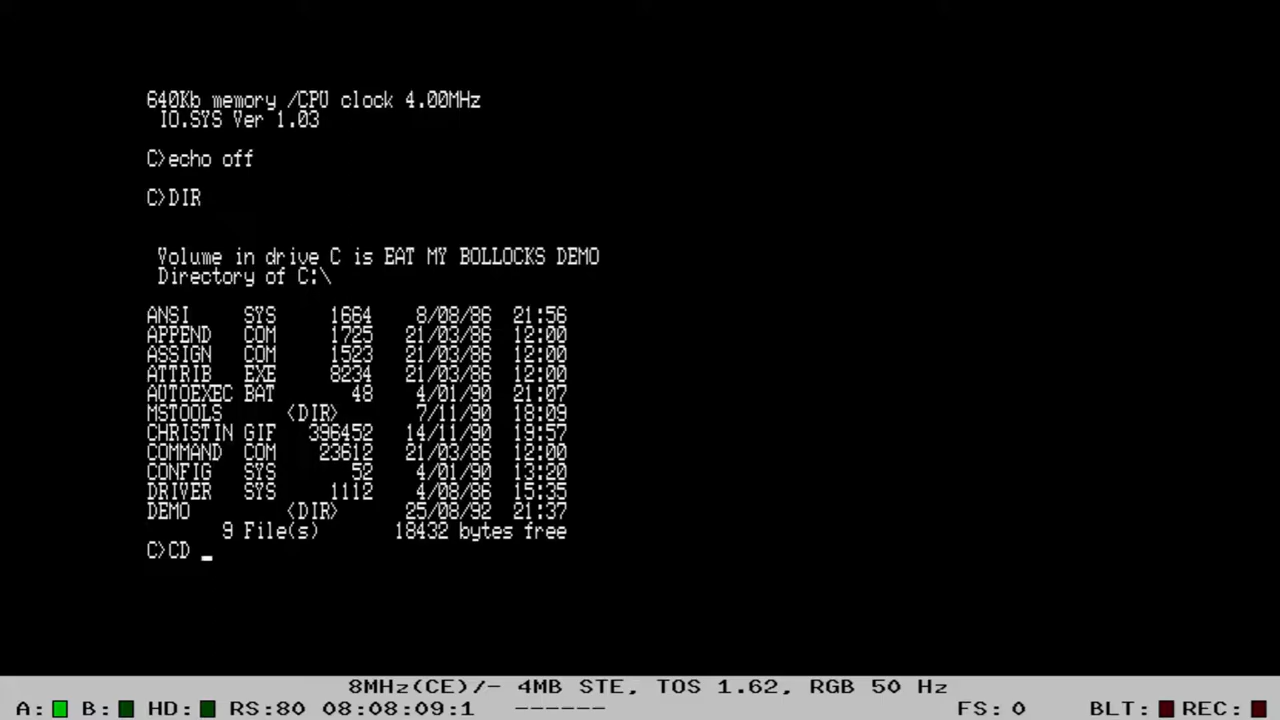 640Kb memory /CPU clock 4.00MHz
IO.SYS Ver 1.03
C>echo off
C>DIR
Volume in drive C is EAT MY BOLLOCKS DEMO
Directory of C:\
ANSI SYS 1664 8/08/86 21:56
APPEND COM 1725 21/03/86 12:00
ASSIGN COM 1523 21/03/86 12:00
ATTRIB EXE 8234 21/03/86 12:00
AUTOEXEC BAT 48 4/01/90 21:07
MSTOOLS <DIR> 7/11/90 18:09
CHRISTIN GIF 396452 14/11/90 19:57
COMMAND COM 23612 21/03/86 12:00
CONFIG SYS 52 4/01/90 13:20
DRIVER SYS 1112 4/08/86 15:35
DEMO <DIR> 25/08/92 21:37
9 File(s) 18432 bytes free
C>CD _
8MHz(CE)/- 4MB STE, TOS 1.62, RGB 50 Hz
A: B: HD: RS:80 08:08:09:1 ------ FS: 0 BLT: REC: